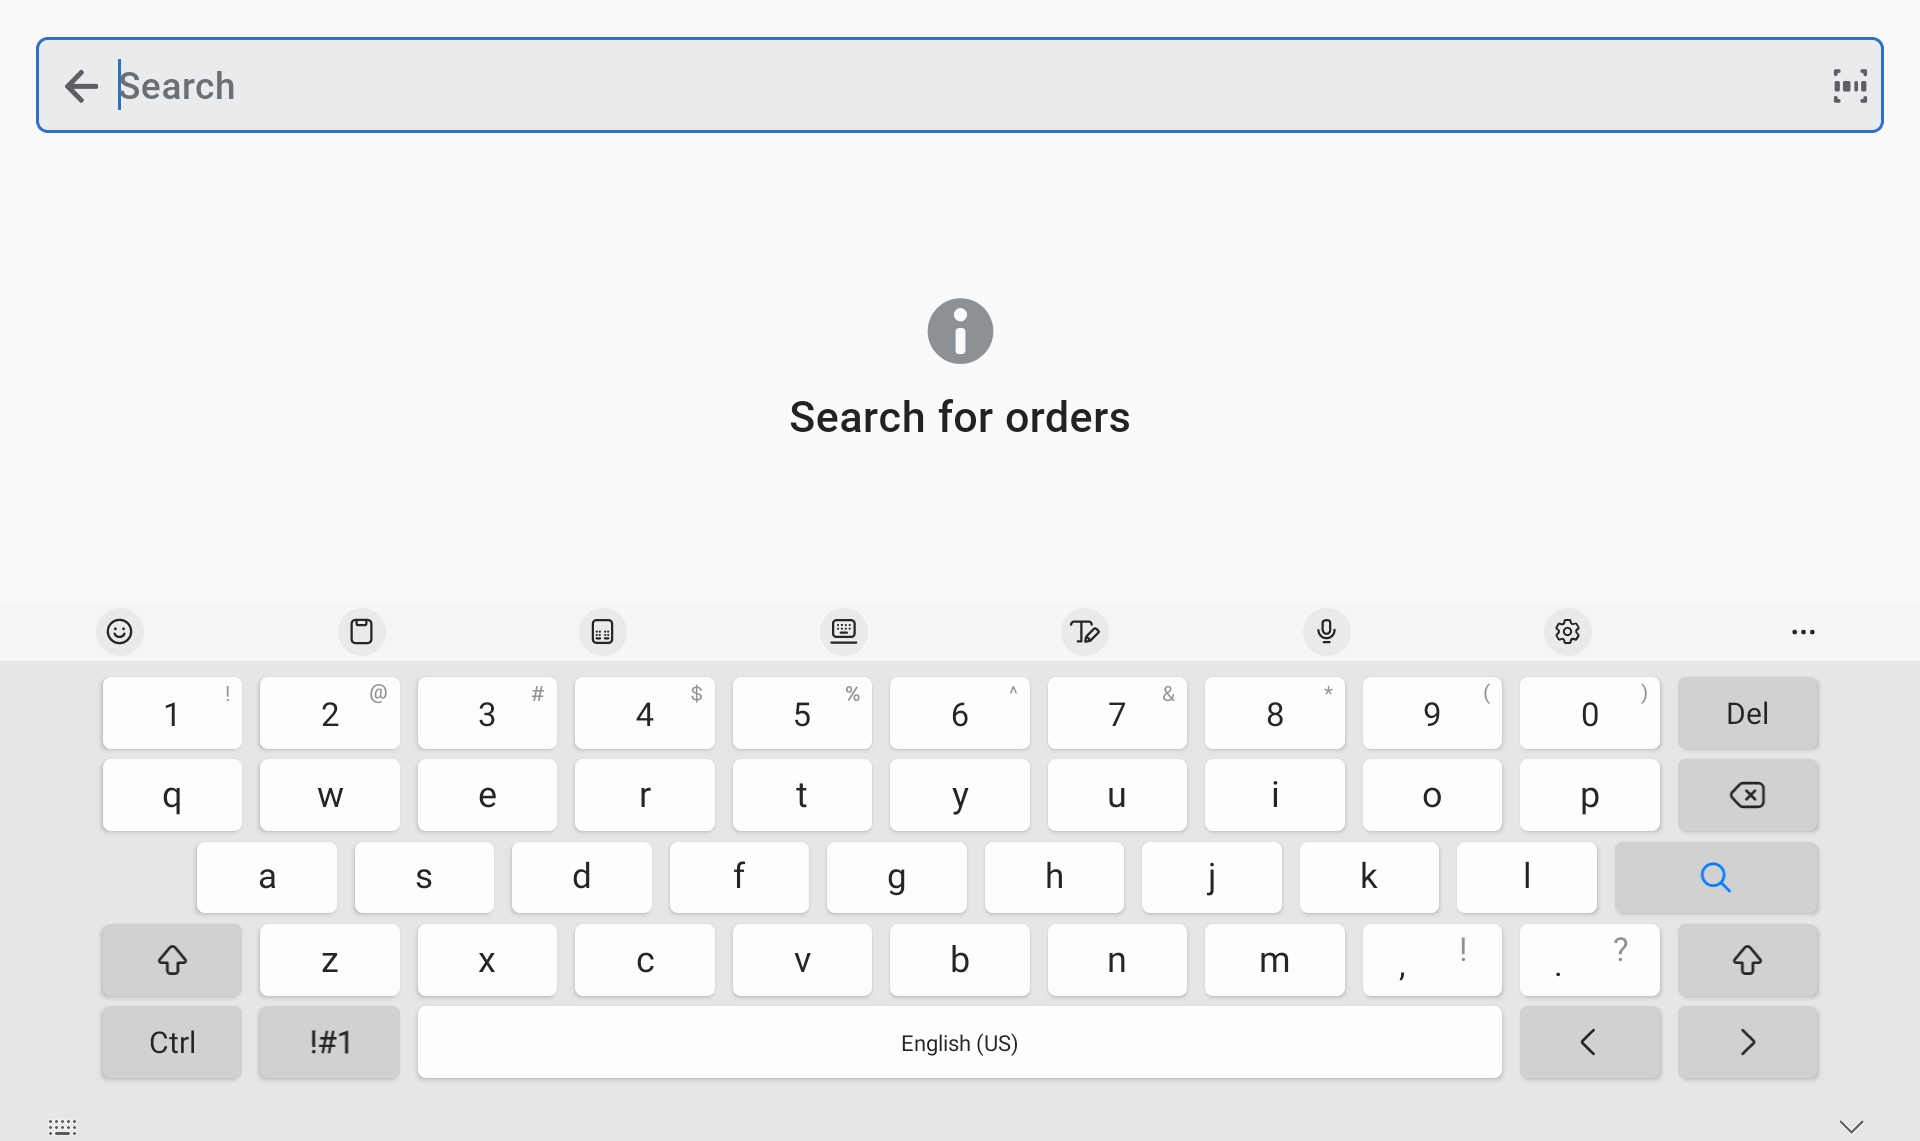 Search
Search for orders
1 ! 2 @ 3 # 4 $ 5 % 6 ^ 7 & 8 * 9 ( 0 ) Del
q w e r t y u i o p
a s d f g h j k l
z x c v b n m , ! . ?
Ctrl !#1 English (US) < >